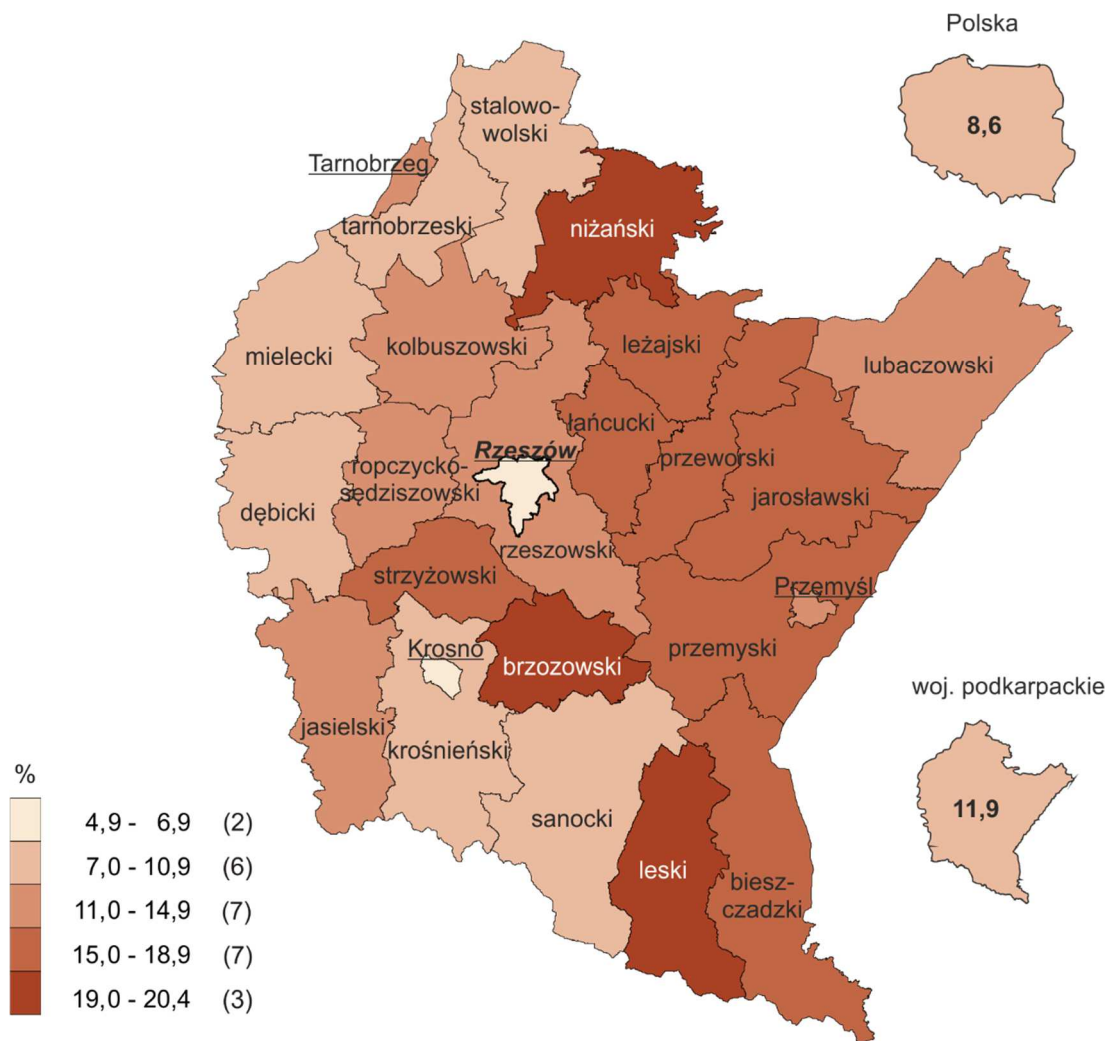 Polska
8,6
stalowo-
wolski
Tarnobrzeg
tarnobrzeski
niżański
mielecki
kolbuszowski
leżajski
lubaczowski
łańcucki
Rzeszów
przeworski
ropczycko-
sędziszowski
jarosławski
dębicki
rzeszowski
strzyżowski
Przemyśl
Krosno
brzozowski
przemyski
woj. podkarpackie
11,9
jasielski
krośnieński
sanocki
leski
biesz-
czadzki
%
4,9 - 6,9 (2)
7,0 - 10,9 (6)
11,0 - 14,9 (7)
15,0 - 18,9 (7)
19,0 - 20,4 (3)